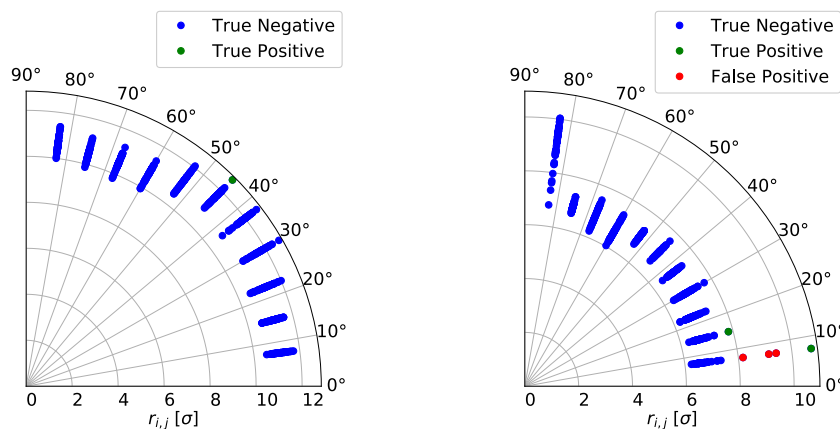 True Negative
True Positive
90°
80°
70°
60°
50°
40°
30°
20°
10°
0°
0 2 4 6 8 10 12
r_{i,j} [σ]
True Negative
True Positive
False Positive
90°
80°
70°
60°
50°
40°
30°
20°
10°
0°
0 2 4 6 8 10
r_{i,j} [σ]